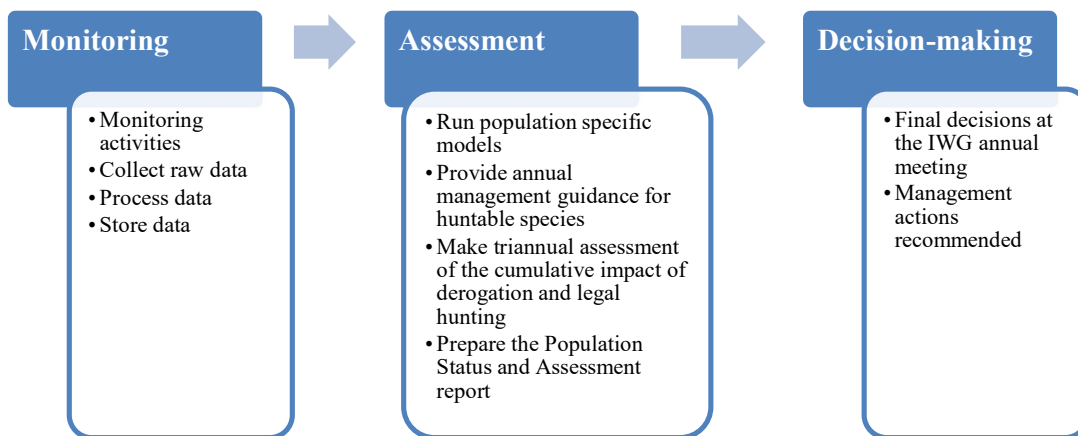 Monitoring
• Monitoring
activities
• Collect raw data
• Process data
• Store data
Assessment
• Run population specific
models
• Provide annual
management guidance for
huntable species
• Make triannual assessment
of the cumulative impact of
derogation and legal
hunting
• Prepare the Population
Status and Assessment
report
Decision-making
• Final decisions at
the IWG annual
meeting
• Management
actions
recommended